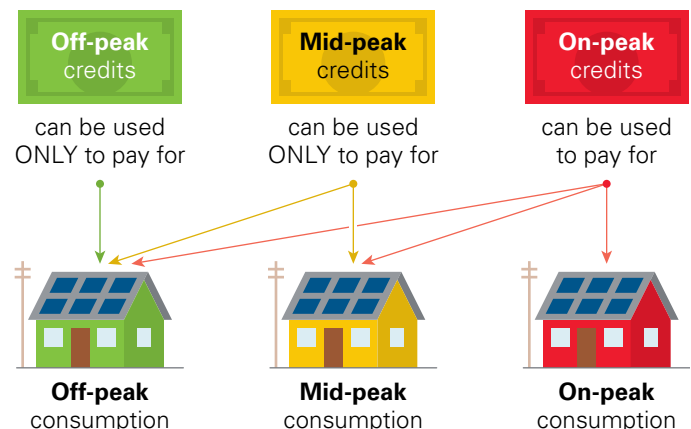 Off-peak
credits
can be used
ONLY to pay for
Mid-peak
credits
can be used
ONLY to pay for
On-peak
credits
can be used
to pay for
Off-peak
consumption
Mid-peak
consumption
On-peak
consumption